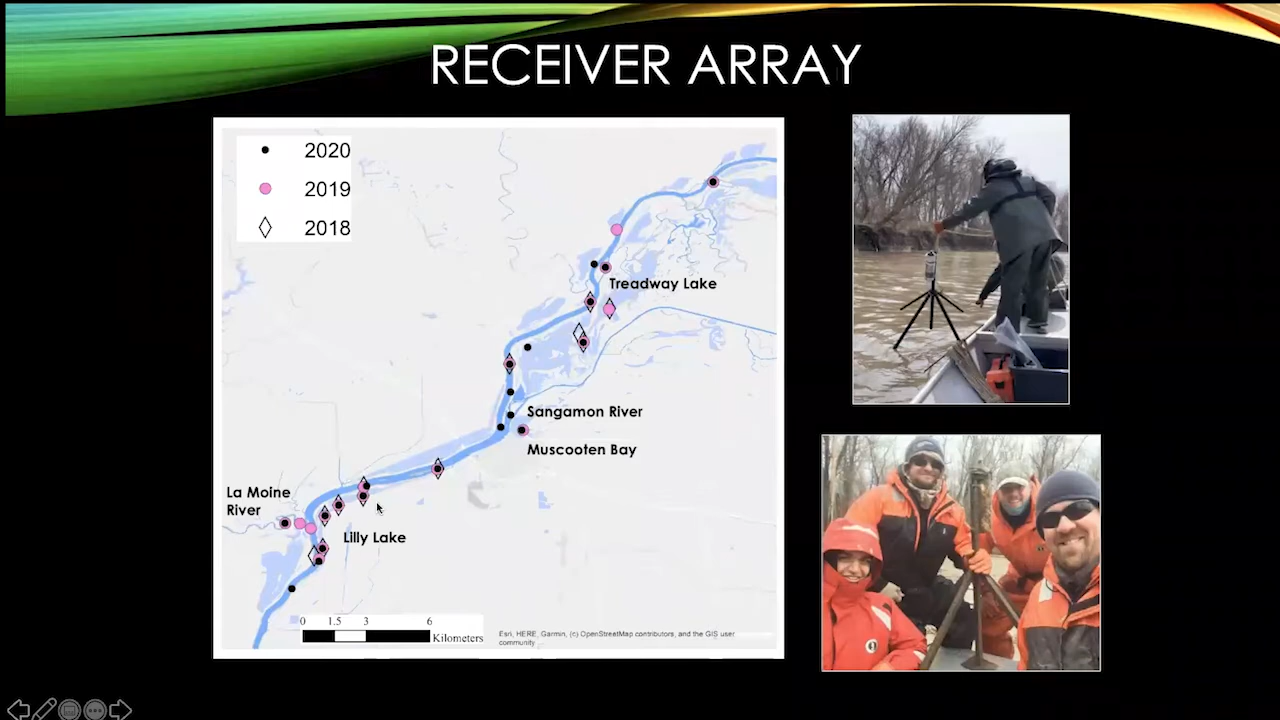 RECEIVER ARRAY
2020
2019
2018
Treadway Lake
Sangamon River
Muscooten Bay
La Moine
River
Lilly Lake
0 1.5 3 6
Kilometers
Esri, HERE, Garmin, (c) OpenStreetMap contributors, and the GIS user
community